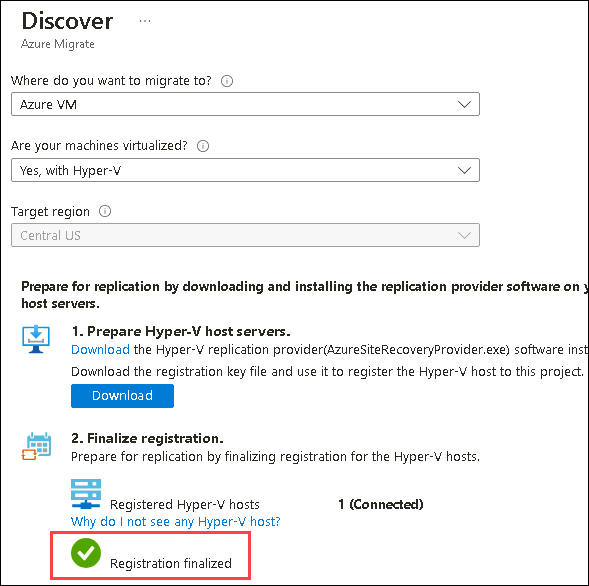 Discover ...
Azure Migrate
Where do you want to migrate to?
Azure VM
Are your machines virtualized?
Yes, with Hyper-V
Target region
Central US
Prepare for replication by downloading and installing the replication provider software on
host servers.
1. Prepare Hyper-V host servers.
Download the Hyper-V replication provider(AzureSiteRecoveryProvider.exe) software inst
Download the registration key file and use it to register the Hyper-V host to this project.
Download
2. Finalize registration.
Prepare for replication by finalizing registration for the Hyper-V hosts.
Registered Hyper-V hosts 1 (Connected)
Why do I not see any Hyper-V host?
Registration finalized